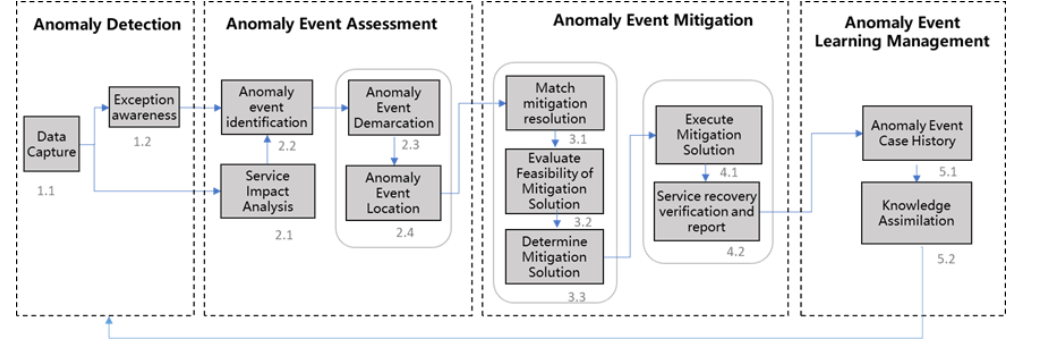 Anomaly Detection
Data
Capture
1.1
Exception
awareness
1.2
Anomaly Event Assessment
Anomaly
event
identification
2.2
Service
Impact
Analysis
2.1
Anomaly
Event
Demarcation
2.3
Anomaly
Event
Location
2.4
Anomaly Event Mitigation
Match
mitigation
resolution
3.1
Evaluate
Feasibility of
Mitigation
Solution
3.2
Determine
Mitigation
Solution
3.3
Execute
Mitigation
Solution
4.1
Service recovery
verification and
report
4.2
Anomaly Event
Learning Management
Anomaly Event
Case History
5.1
Knowledge
Assimilation
5.2